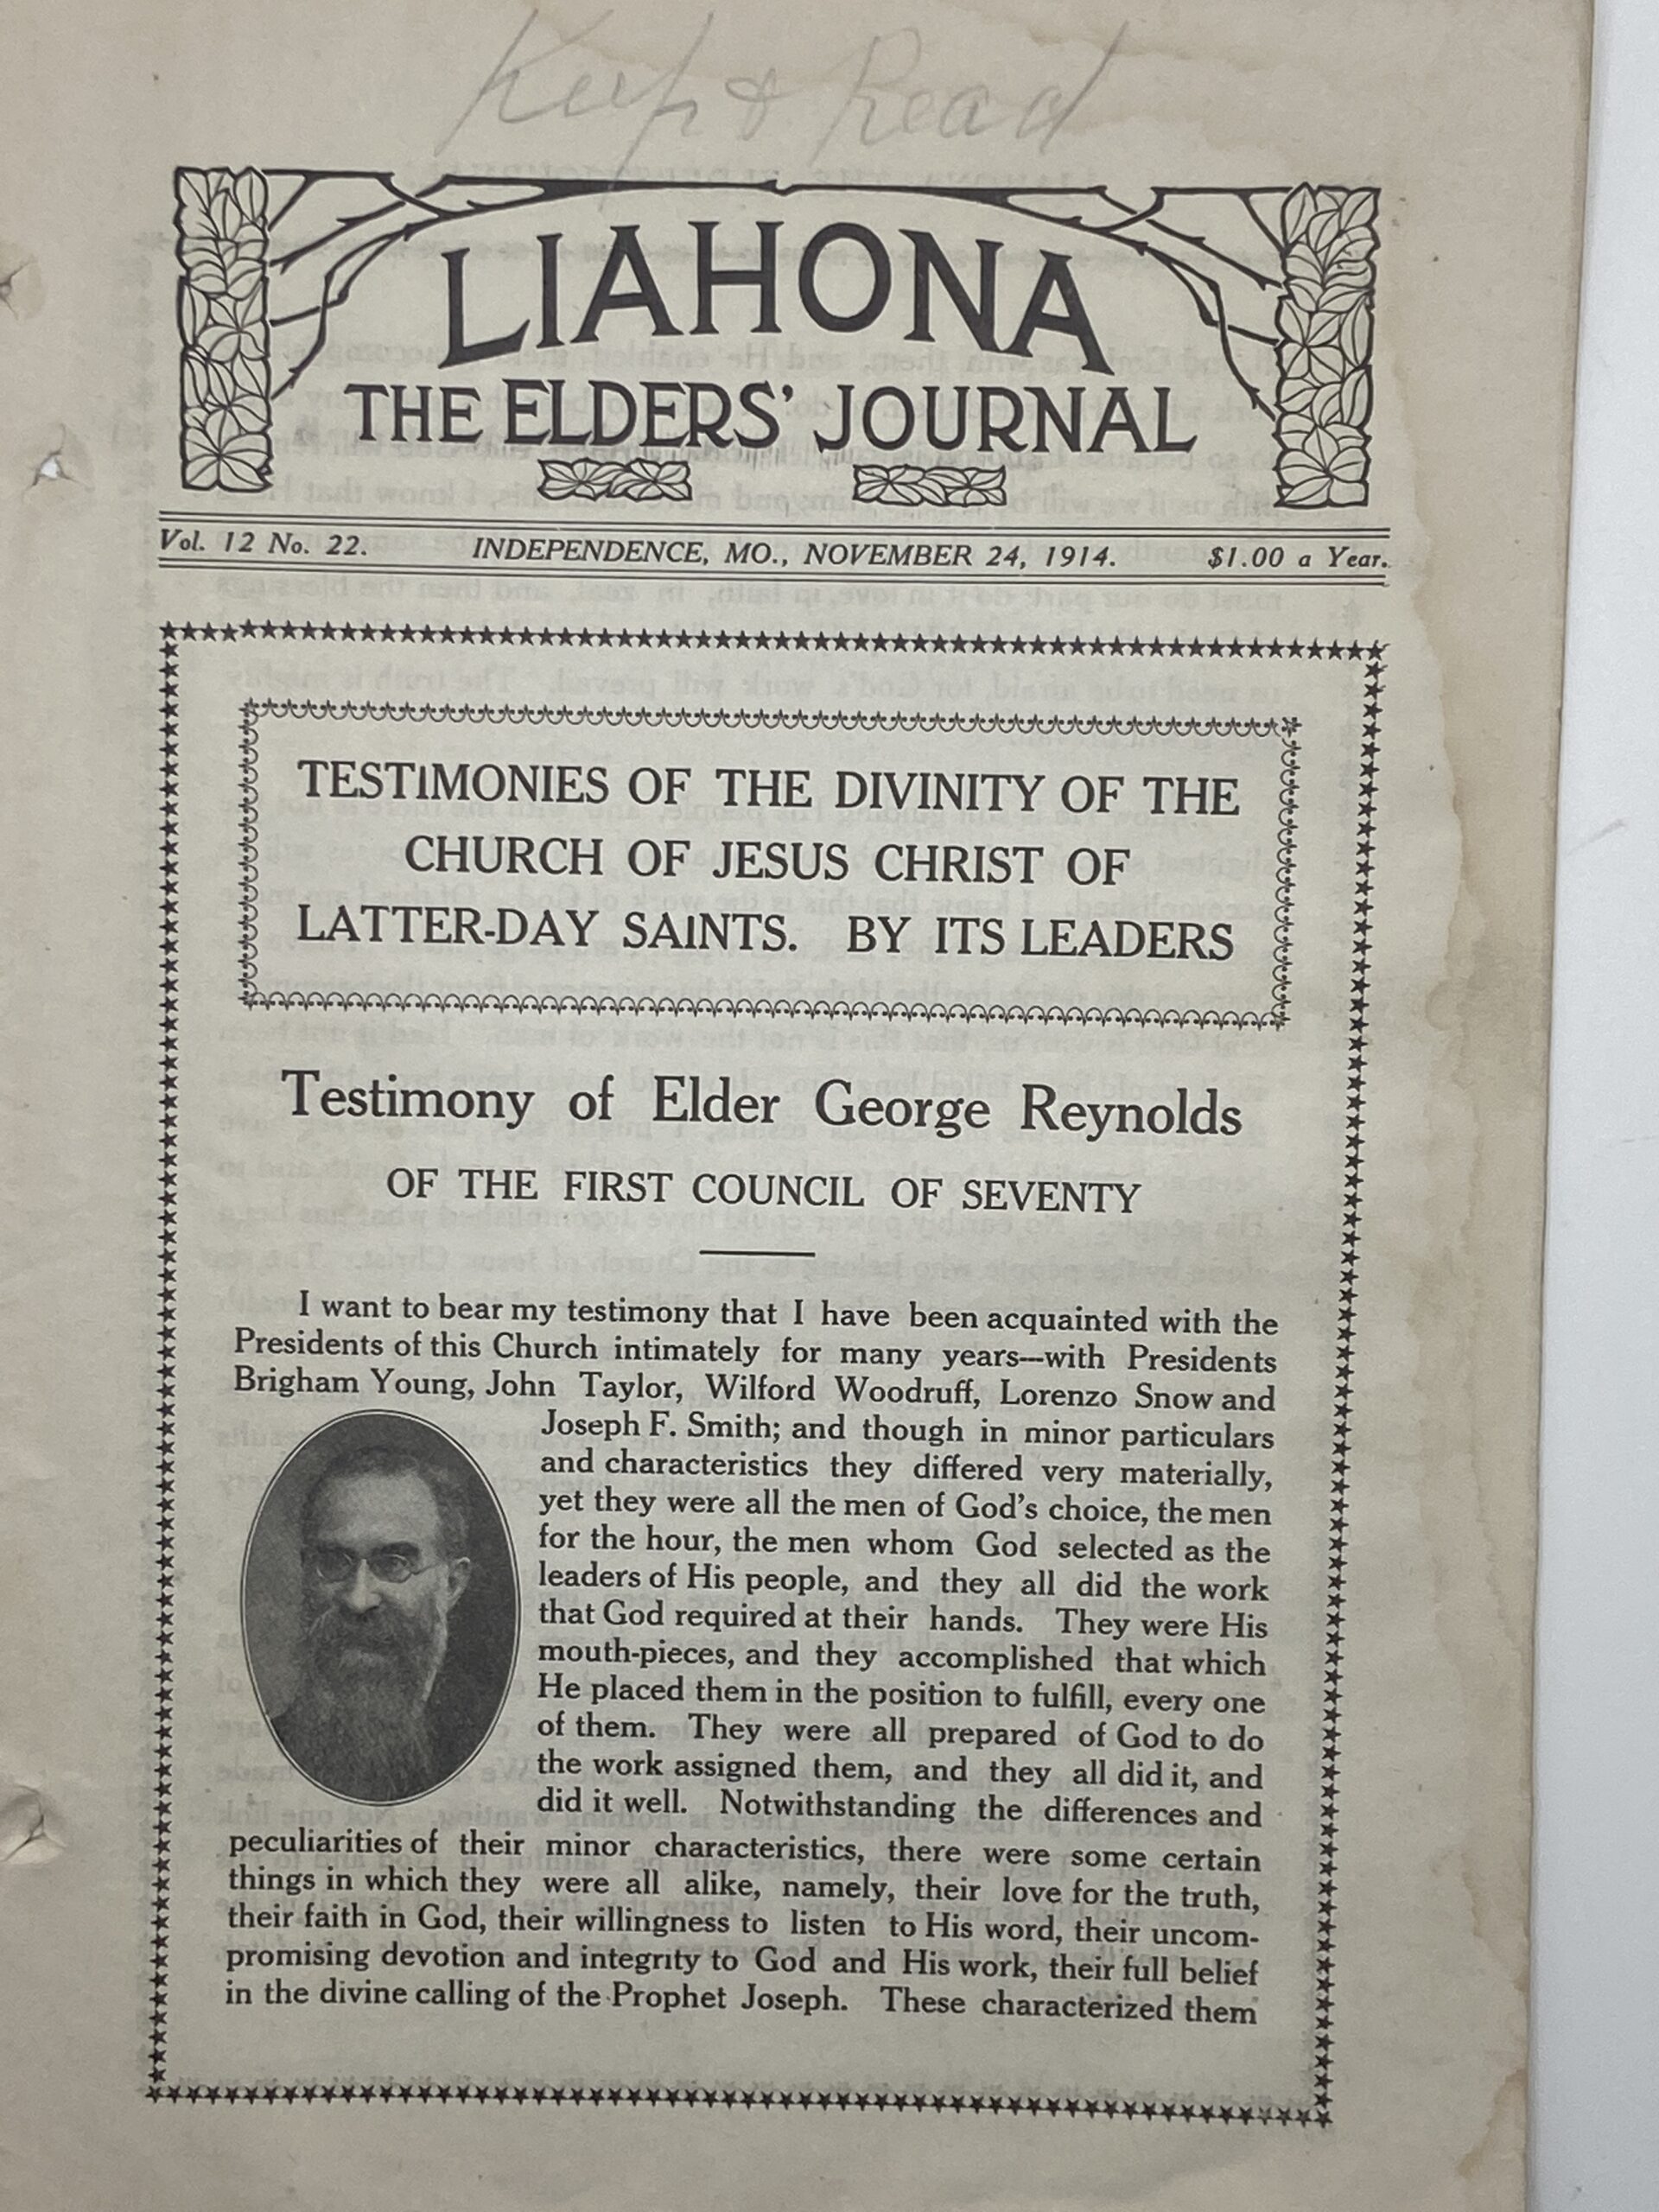 Keep & Read
LIAHONA
THE ELDERS' JOURNAL
Vol. 12 No. 22. INDEPENDENCE, MO., NOVEMBER 24, 1914. $1.00 a Year.
TESTIMONIES OF THE DIVINITY OF THE
CHURCH OF JESUS CHRIST OF
LATTER-DAY SAINTS. BY ITS LEADERS
Testimony of Elder George Reynolds
OF THE FIRST COUNCIL OF SEVENTY
I want to bear my testimony that I have been acquainted with the
Presidents of this Church intimately for many years—with Presidents
Brigham Young, John Taylor, Wilford Woodruff, Lorenzo Snow and
Joseph F. Smith; and though in minor particulars
and characteristics they differed very materially,
yet they were all the men of God's choice, the men
for the hour, the men whom God selected as the
leaders of His people, and they all did the work
that God required at their hands. They were His
mouth-pieces, and they accomplished that which
He placed them in the position to fulfill, every one
of them. They were all prepared of God to do
the work assigned them, and they all did it, and
did it well. Notwithstanding the differences and
peculiarities of their minor characteristics, there were some certain
things in which they were all alike, namely, their love for the truth,
their faith in God, their willingness to listen to His word, their uncom-
promising devotion and integrity to God and His work, their full belief
in the divine calling of the Prophet Joseph. These characterized them